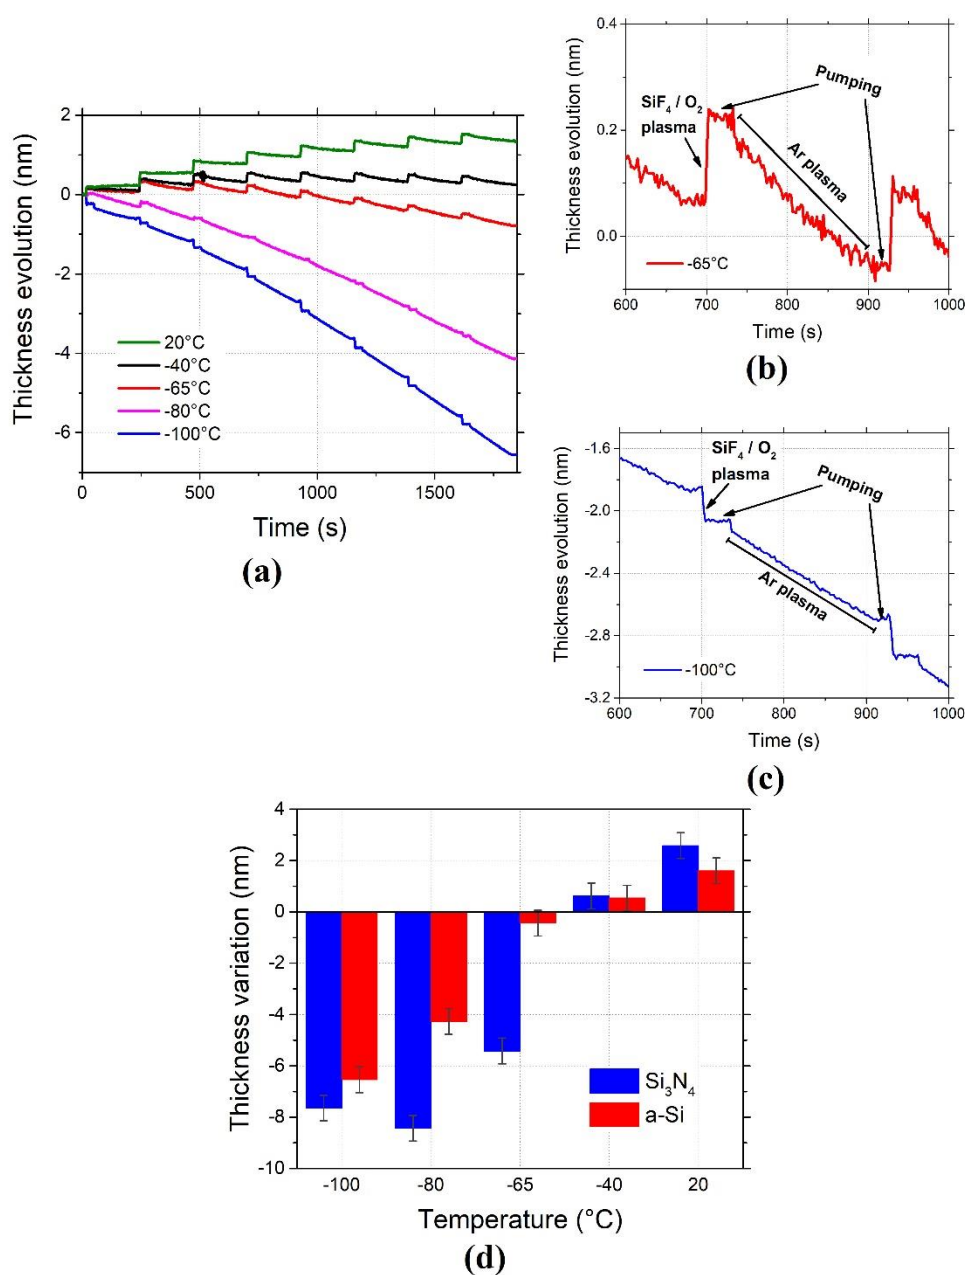 Thickness evolution (nm)
2
0
-2
-4
-6
20°C
-40°C
-65°C
-80°C
-100°C
0
500
1000
1500
Time (s)
(a)
Thickness evolution (nm)
0.4
0.2
0.0
SiF4 / O2
plasma
Pumping
Ar plasma
-65°C
600
700
800
900
1000
Time (s)
(b)
Thickness evolution (nm)
-1.6
-2.0
-2.4
-2.8
-3.2
SiF4 / O2
plasma
Pumping
Ar plasma
-100°C
600
700
800
900
1000
Time (s)
(c)
Thickness variation (nm)
4
2
0
-2
-4
-6
-8
-10
Si3N4
a-Si
-100
-80
-65
-40
20
Temperature (°C)
(d)